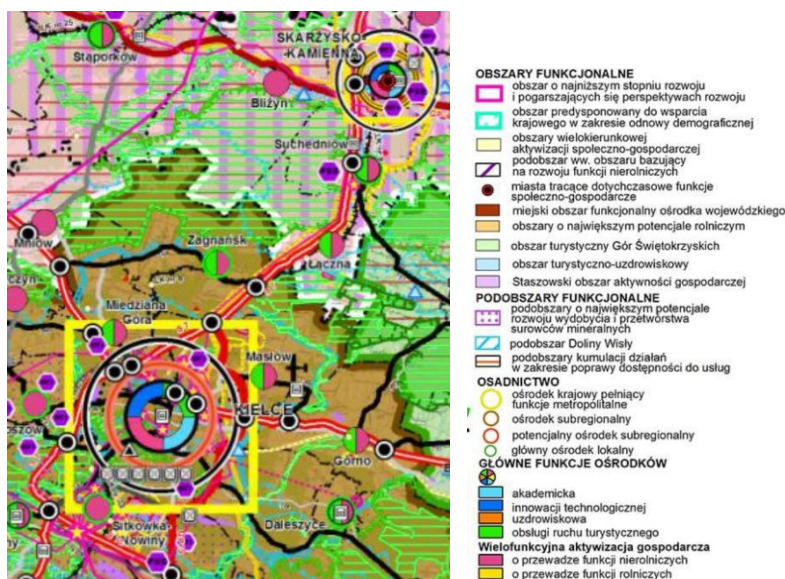 LK nr 25
Stąporków
SKARŻYSKO
-KAMIENNA
Bliżyn
Suchedniów
Mniów
Zagnańsk
Łączna
Miedziana
Góra
Masłów
KIELCE
Górno
Sitkówka-
Nowiny
Daleszyce
OBSZARY FUNKCJONALNE
obszar o najniższym stopniu rozwoju
i pogarszających się perspektywach rozwoju
obszar predysponowany do wsparcia
krajowego w zakresie odnowy demograficznej
obszary wielokierunkowej
aktywizacji społeczno-gospodarczej
podobszar ww. obszaru bazujący
na rozwoju funkcji nierolniczych
miasta tracące dotychczasowe funkcje
społeczno-gospodarcze
miejski obszar funkcjonalny ośrodka wojewódzkiego
obszary o największym potencjale rolniczym
obszar turystyczny Gór Świętokrzyskich
obszar turystyczno-uzdrowiskowy
Staszowski obszar aktywności gospodarczej
PODOBSZARY FUNKCJONALNE
podobszary o największym potencjale
rozwoju wydobycia i przetwórstwa
surowców mineralnych
podobszar Doliny Wisły
podobszary kumulacji działań
w zakresie poprawy dostępności do usług
OSADNICTWO
ośrodek krajowy pełniący
funkcje metropolitalne
ośrodek subregionalny
potencjalny ośrodek subregionalny
główny ośrodek lokalny
GŁÓWNE FUNKCJE OŚRODKÓW
akademicka
innowacji technologicznej
uzdrowiskowa
obsługi ruchu turystycznego
Wielofunkcyjna aktywizacja gospodarcza
o przewadze funkcji nierolniczych
o przewadze funkcji rolniczych